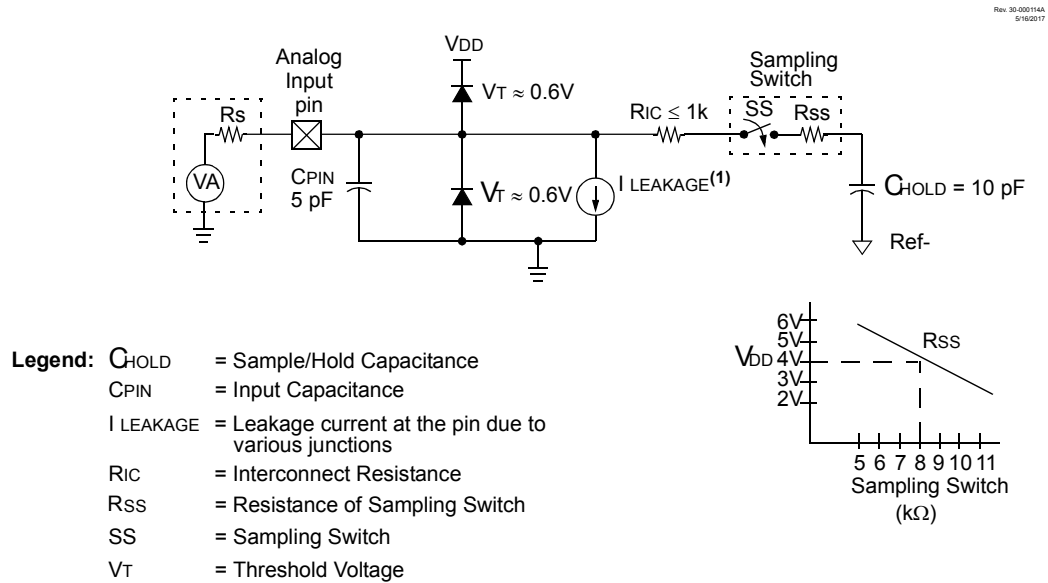 Rev. 30-000114A
5/16/2017
VDD
Analog
Input
pin
Sampling
Switch
VT ≈ 0.6V
RIC ≤ 1k
SS
Rss
Rs
VA
CPIN
5 pF
VT ≈ 0.6V
I LEAKAGE(1)
CHOLD = 10 pF
Ref-
6V
5V
VDD 4V
3V
2V
RSS
5 6 7 8 9 10 11
Sampling Switch
(kΩ)
Legend: CHOLD = Sample/Hold Capacitance
CPIN = Input Capacitance
I LEAKAGE = Leakage current at the pin due to
various junctions
RIC = Interconnect Resistance
RSS = Resistance of Sampling Switch
SS = Sampling Switch
VT = Threshold Voltage